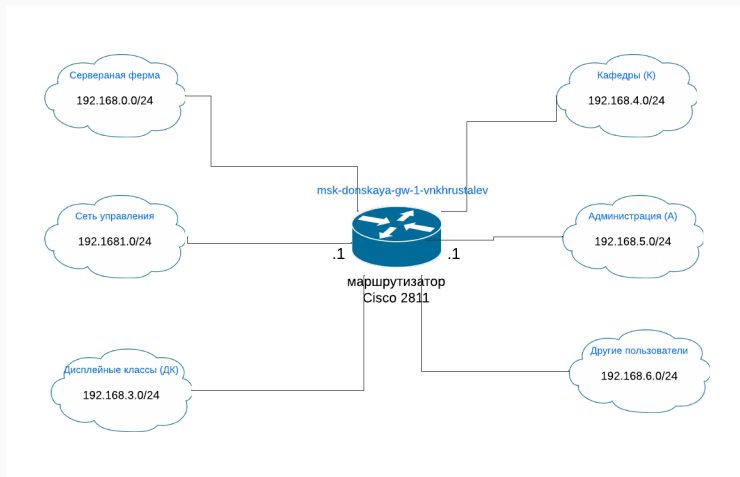 Сервераная ферма
192.168.0.0/24
Кафедры (К)
192.168.4.0/24
msk-donskaya-gw-1-vnkhrustalev
Сеть управления
192.1681.0/24
Администрация (А)
192.168.5.0/24
.1
.1
маршрутизатор
Cisco 2811
Дисплейные классы (ДК)
192.168.3.0/24
Другие пользователи
192.168.6.0/24